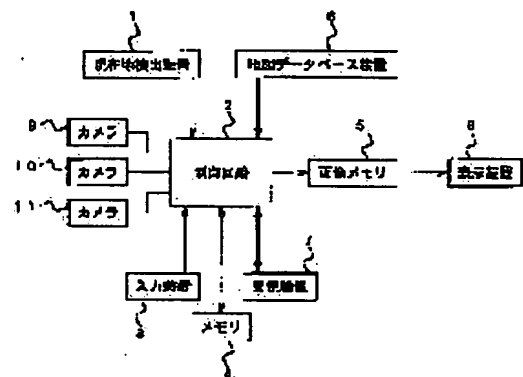 1
6
現在地検出装置
地図データベース装置
9
カメラ
2
5
8
10
カメラ
制御回路
画像メモリ
表示装置
11
カメラ
入力装置
メモリ